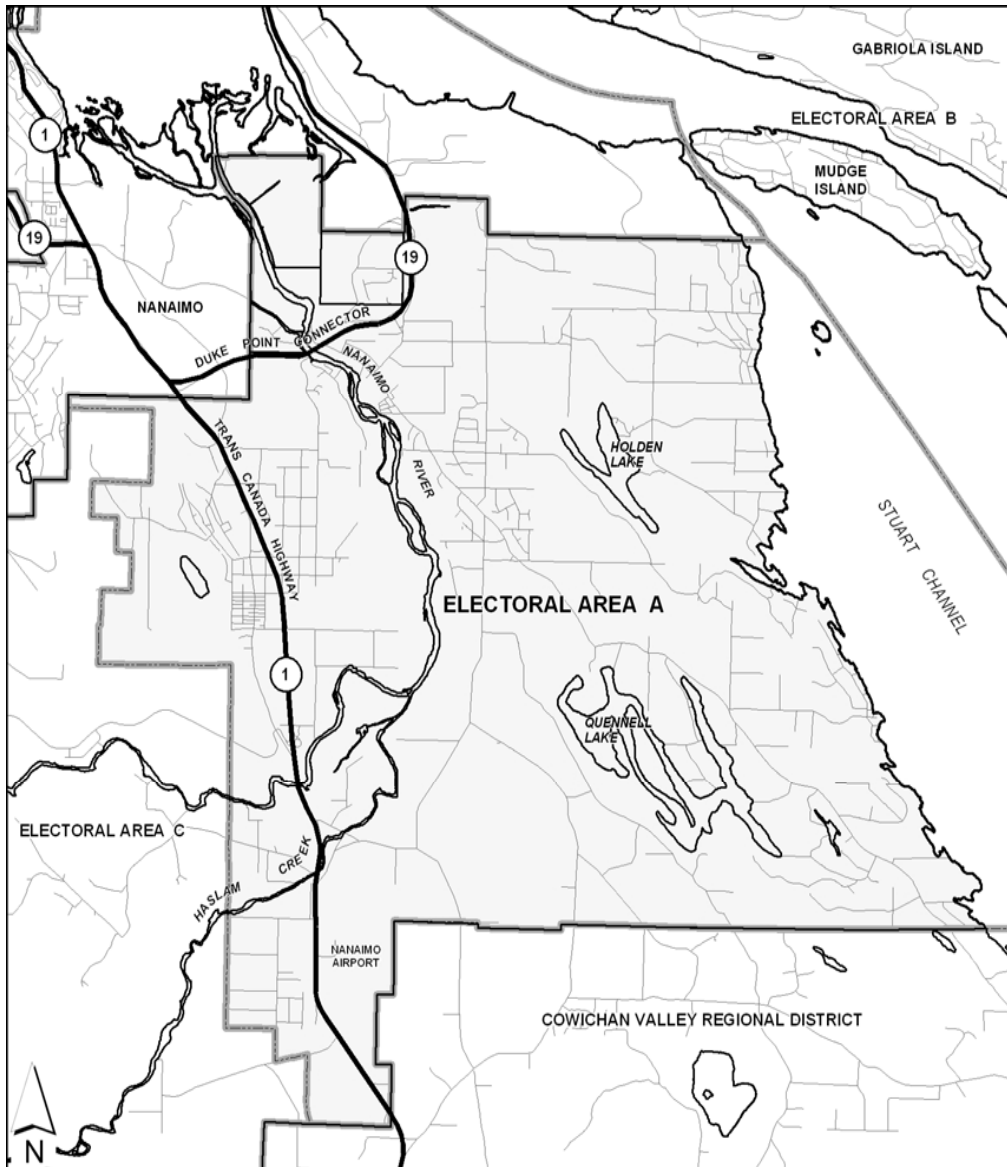 GABRIOLA ISLAND
ELECTORAL AREA B
MUDGE
ISLAND
1
19
19
NANAIMO
DUKE POINT CONNECTOR
NANAIMO RIVER
TRANS CANADA HIGHWAY
HOLDEN
LAKE
STUART CHANNEL
ELECTORAL AREA A
1
QUENNELL
LAKE
ELECTORAL AREA C
HASLAM CREEK
NANAIMO
AIRPORT
COWICHAN VALLEY REGIONAL DISTRICT
N